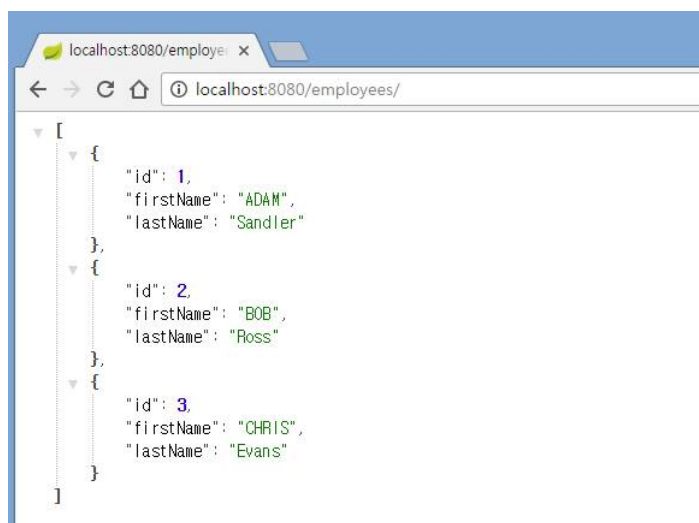 localhost:8080/employee
localhost:8080/employees/
[
{
"id": 1,
"firstName": "ADAM",
"lastName": "Sandler"
},
{
"id": 2,
"firstName": "BOB",
"lastName": "Ross"
},
{
"id": 3,
"firstName": "CHRIS",
"lastName": "Evans"
}
]